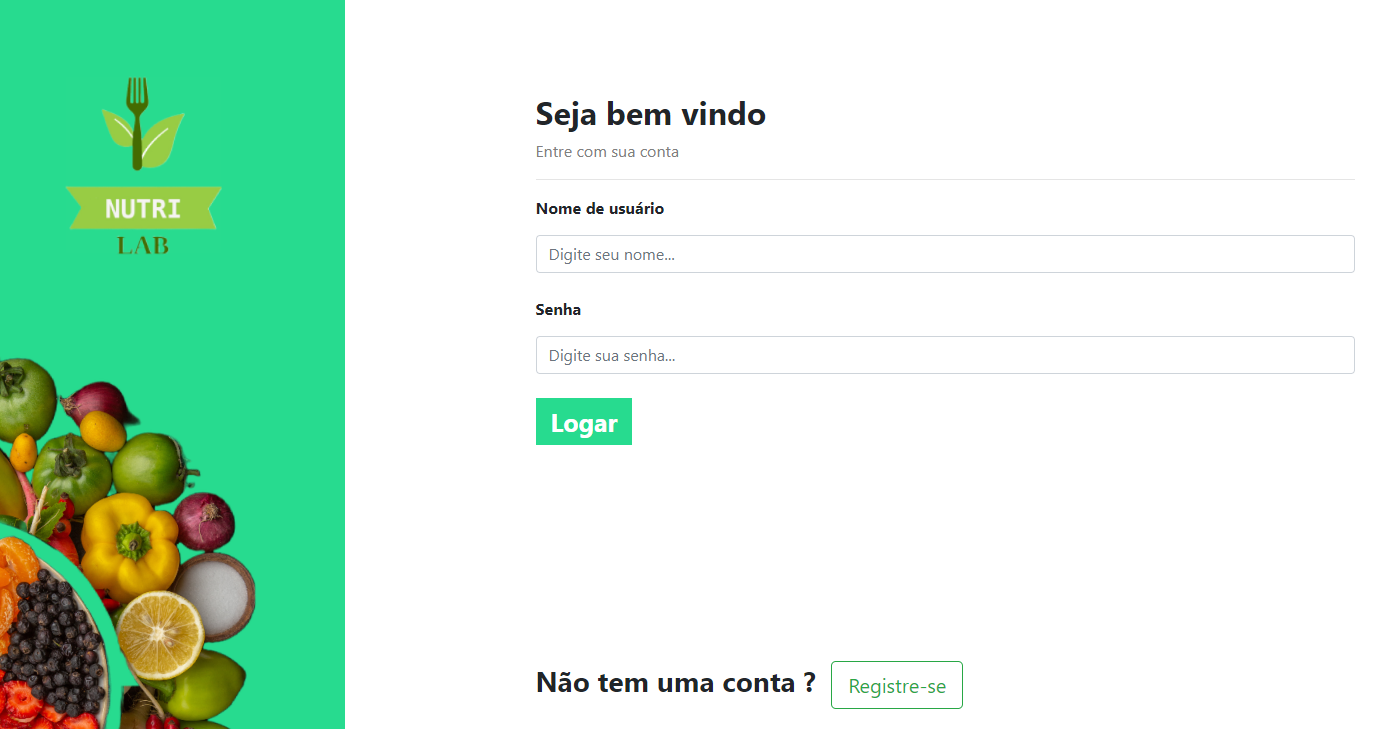 NUTRI
LAB
Seja bem vindo
Entre com sua conta
Nome de usuário
Digite seu nome...
Senha
Digite sua senha...
Logar
Não tem uma conta ? Registre-se